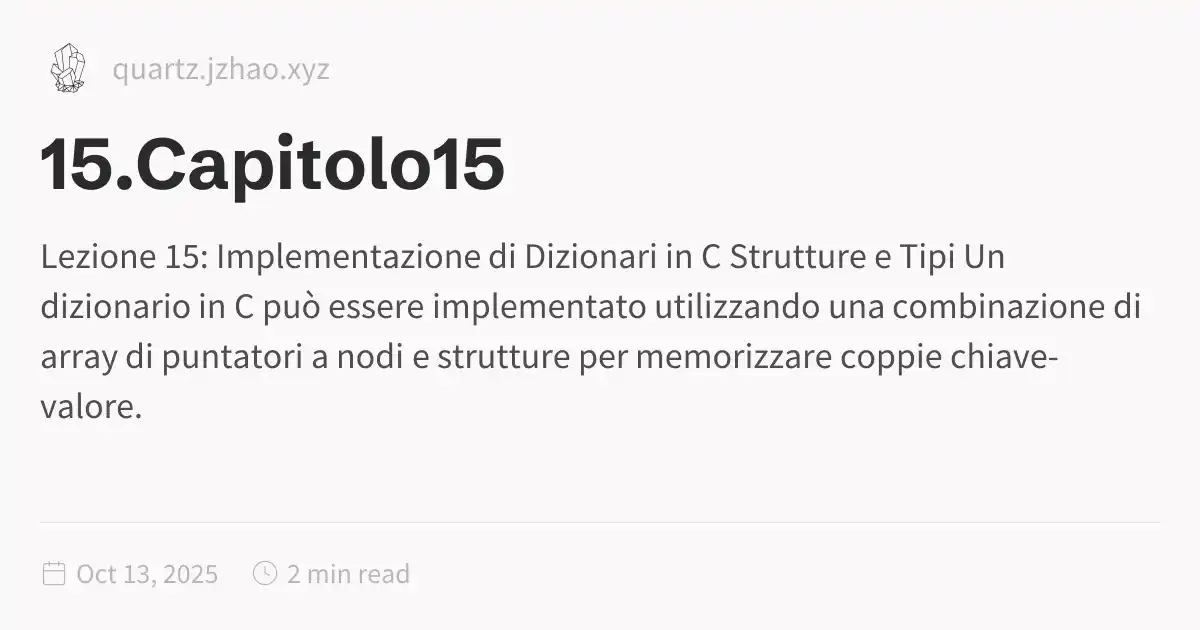 quartz.jzhao.xyz
15.Capitolo15
Lezione 15: Implementazione di Dizionari in C Strutture e Tipi Un
dizionario in C può essere implementato utilizzando una combinazione di
array di puntatori a nodi e strutture per memorizzare coppie chiave-
valore.
Oct 13, 2025 2 min read